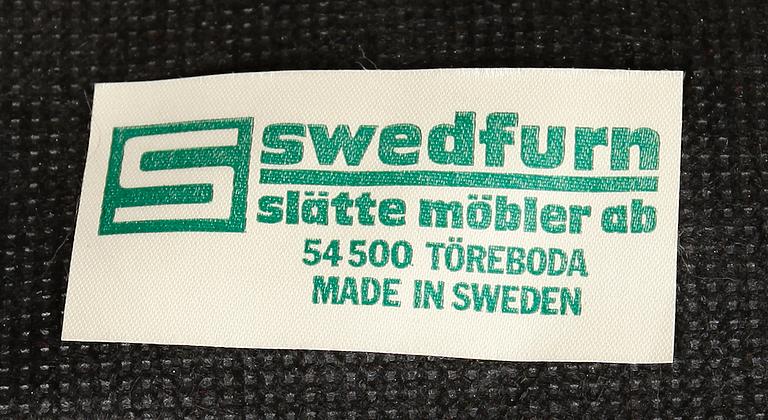 swedfurn
slätte möbler ab
54500 TÖREBODA
MADE IN SWEDEN